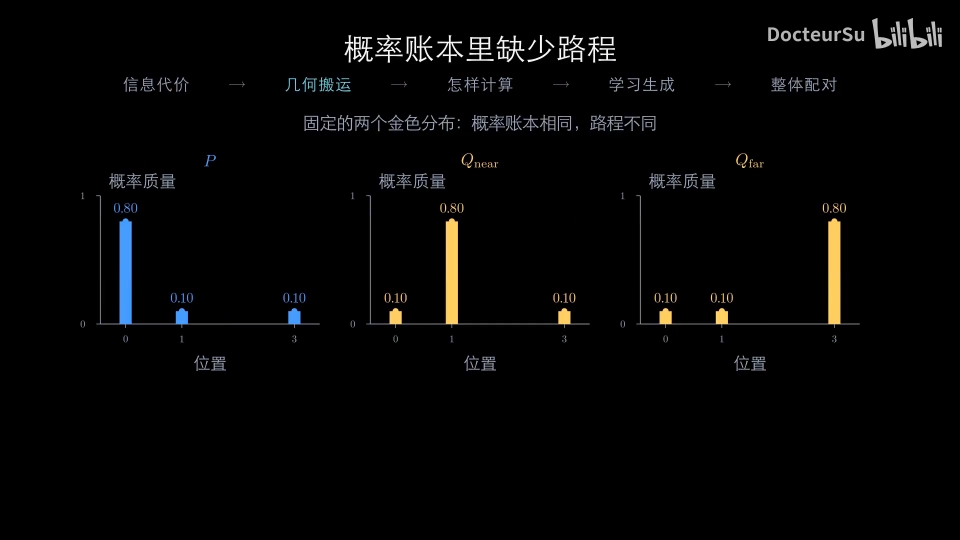 DocteurSu bilibili
概率账本里缺少路程
信息代价 → 几何搬运 → 怎样计算 → 学习生成 → 整体配对
固定的两个金色分布：概率账本相同，路程不同
P
概率质量
1
0.80
0.10
0.10
0
0 1 3
位置
Q_near
概率质量
1
0.80
0.10
0.10
0
0 1 3
位置
Q_far
概率质量
1
0.80
0.10 0.10
0
0 1 3
位置